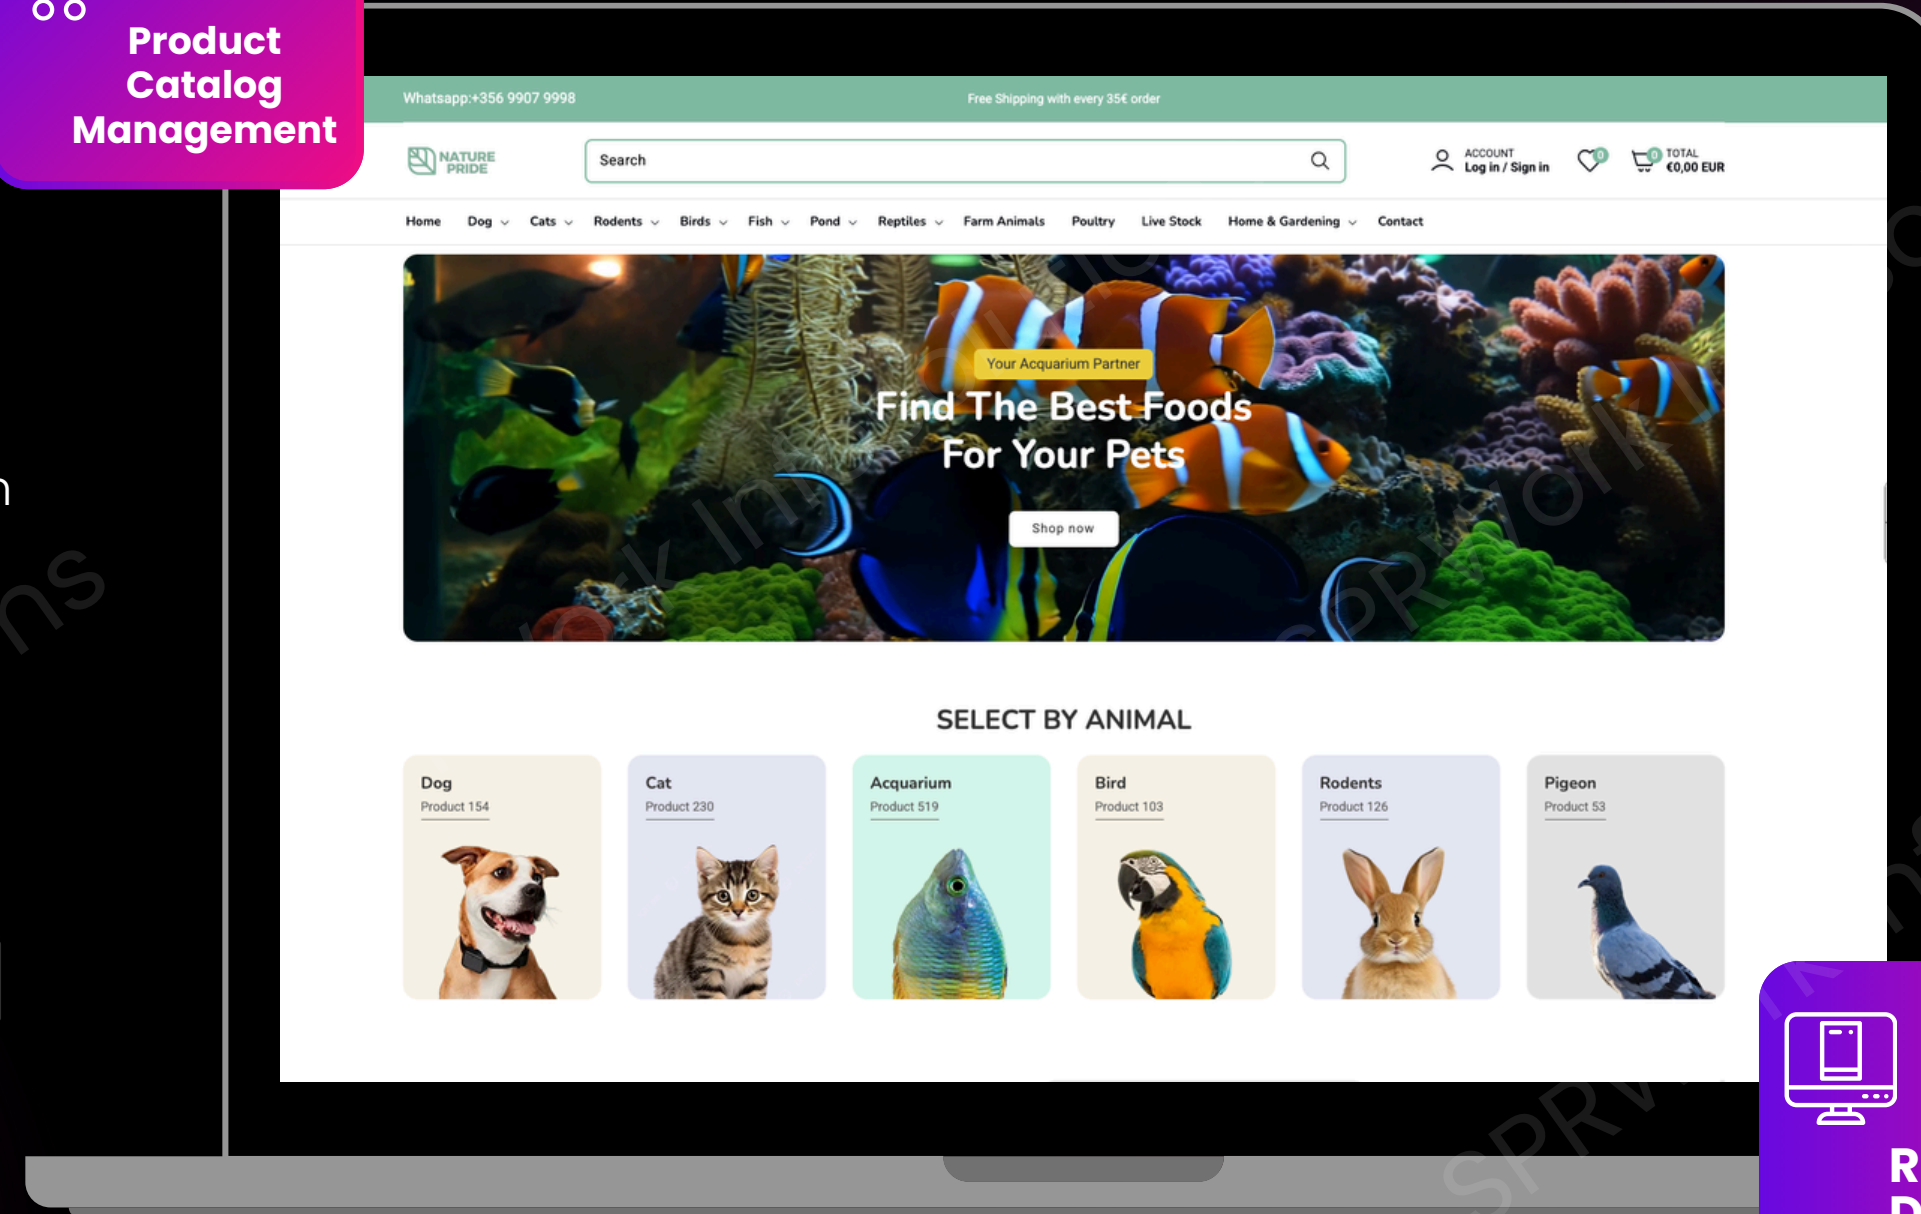 Product
Catalog
Management
Whatsapp:+356 9907 9998
Free Shipping with every 35€ order
NATURE
PRIDE
Search
ACCOUNT
Log in / Sign in
0
0
TOTAL
€0,00 EUR
Home Dog Cats Rodents Birds Fish Pond Reptiles Farm Animals Poultry Live Stock Home & Gardening Contact
Your Acquarium Partner
Find The Best Foods
For Your Pets
Shop now
SELECT BY ANIMAL
Dog
Product 154
Cat
Product 230
Acquarium
Product 519
Bird
Product 103
Rodents
Product 126
Pigeon
Product 53
SPRwork